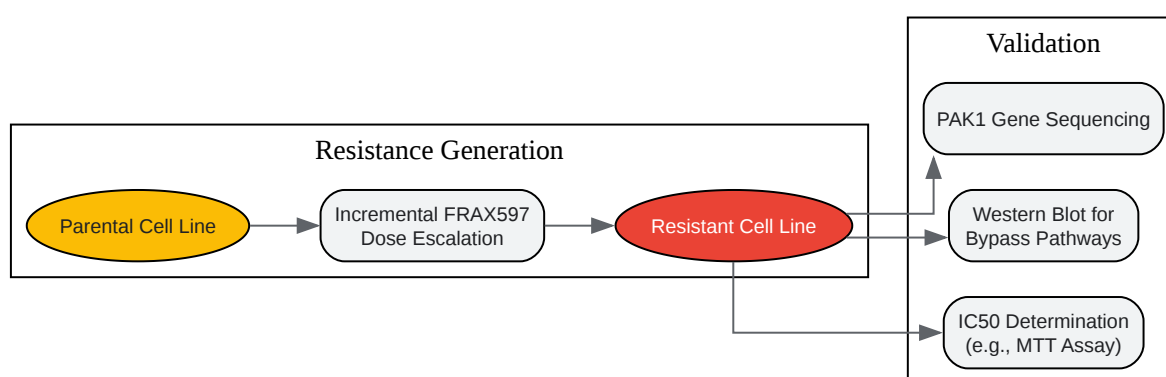 Resistance Generation
Parental Cell Line
Incremental FRAX597
Dose Escalation
Resistant Cell Line
Validation
PAK1 Gene Sequencing
Western Blot for
Bypass Pathways
IC50 Determination
(e.g., MTT Assay)